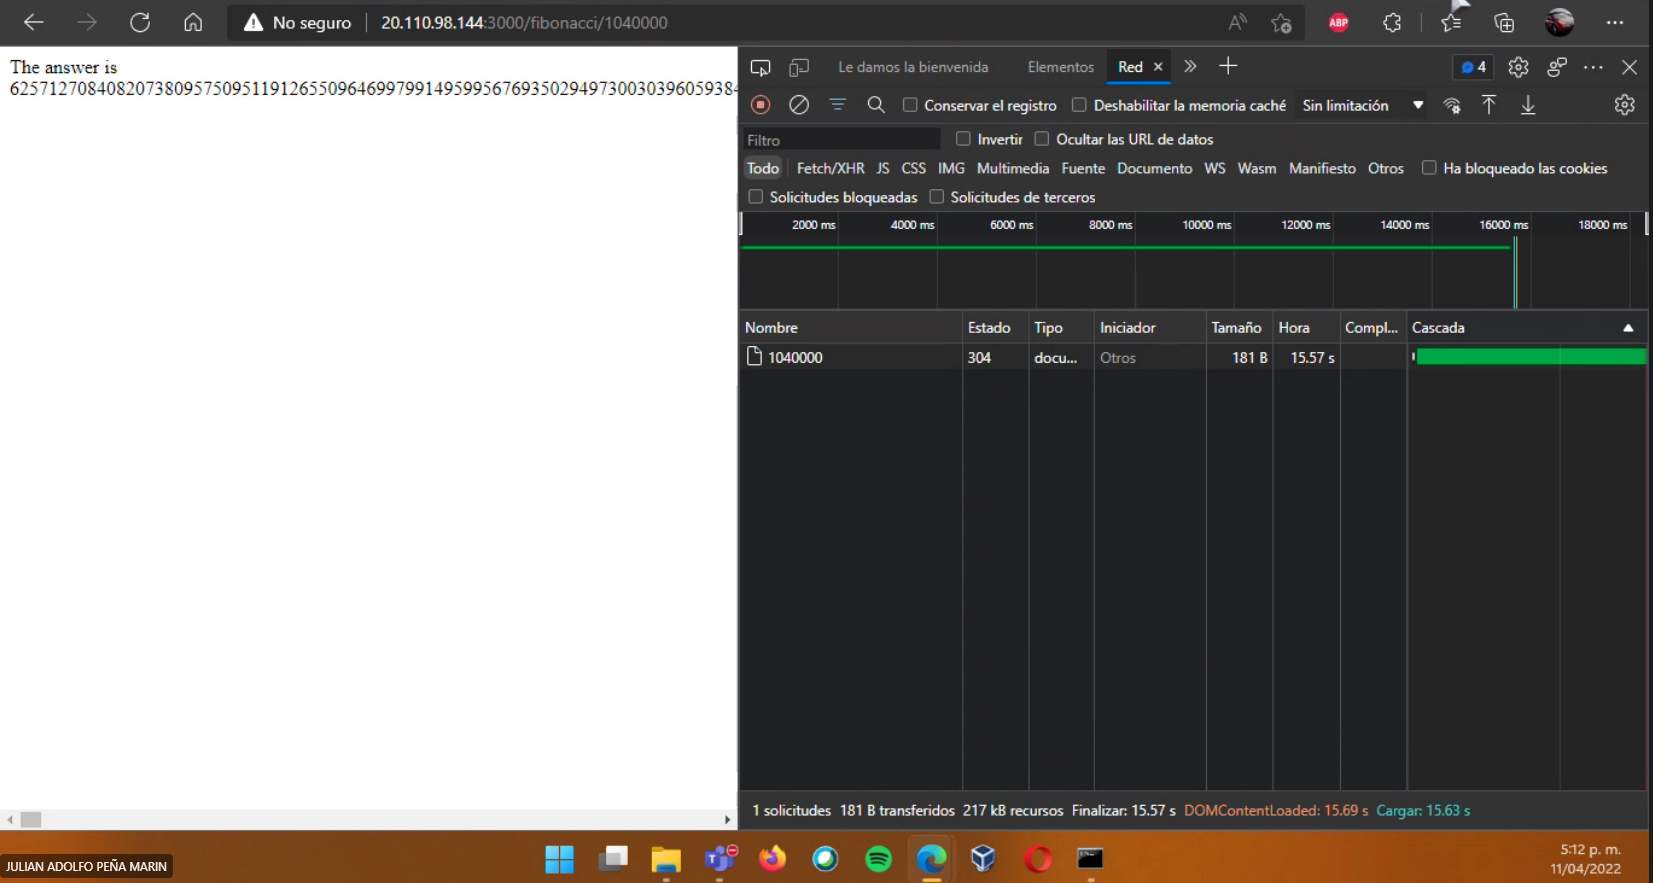 No seguro 20.110.98.144:3000/fibonacci/1040000
ABP
The answer is
Le damos la bienvenida Elementos Red 4
Conservar el registro Deshabilitar la memoria caché Sin limitación
Filtro Invertir Ocultar las URL de datos
Todo Fetch/XHR JS CSS IMG Multimedia Fuente Documento WS Wasm Manifiesto Otros Ha bloqueado las cookies
Solicitudes bloqueadas Solicitudes de terceros
2000 ms 4000 ms 6000 ms 8000 ms 10000 ms 12000 ms 14000 ms 16000 ms 18000 ms
Nombre Estado Tipo Iniciador Tamaño Hora Compl... Cascada
1040000 304 docu... Otros 181 B 15.57 s
1 solicitudes 181 B transferidos 217 kB recursos Finalizar: 15.57 s DOMContentLoaded: 15.69 s Cargar: 15.63 s
JULIAN ADOLFO PEÑA MARIN
5:12 p. m.
11/04/2022